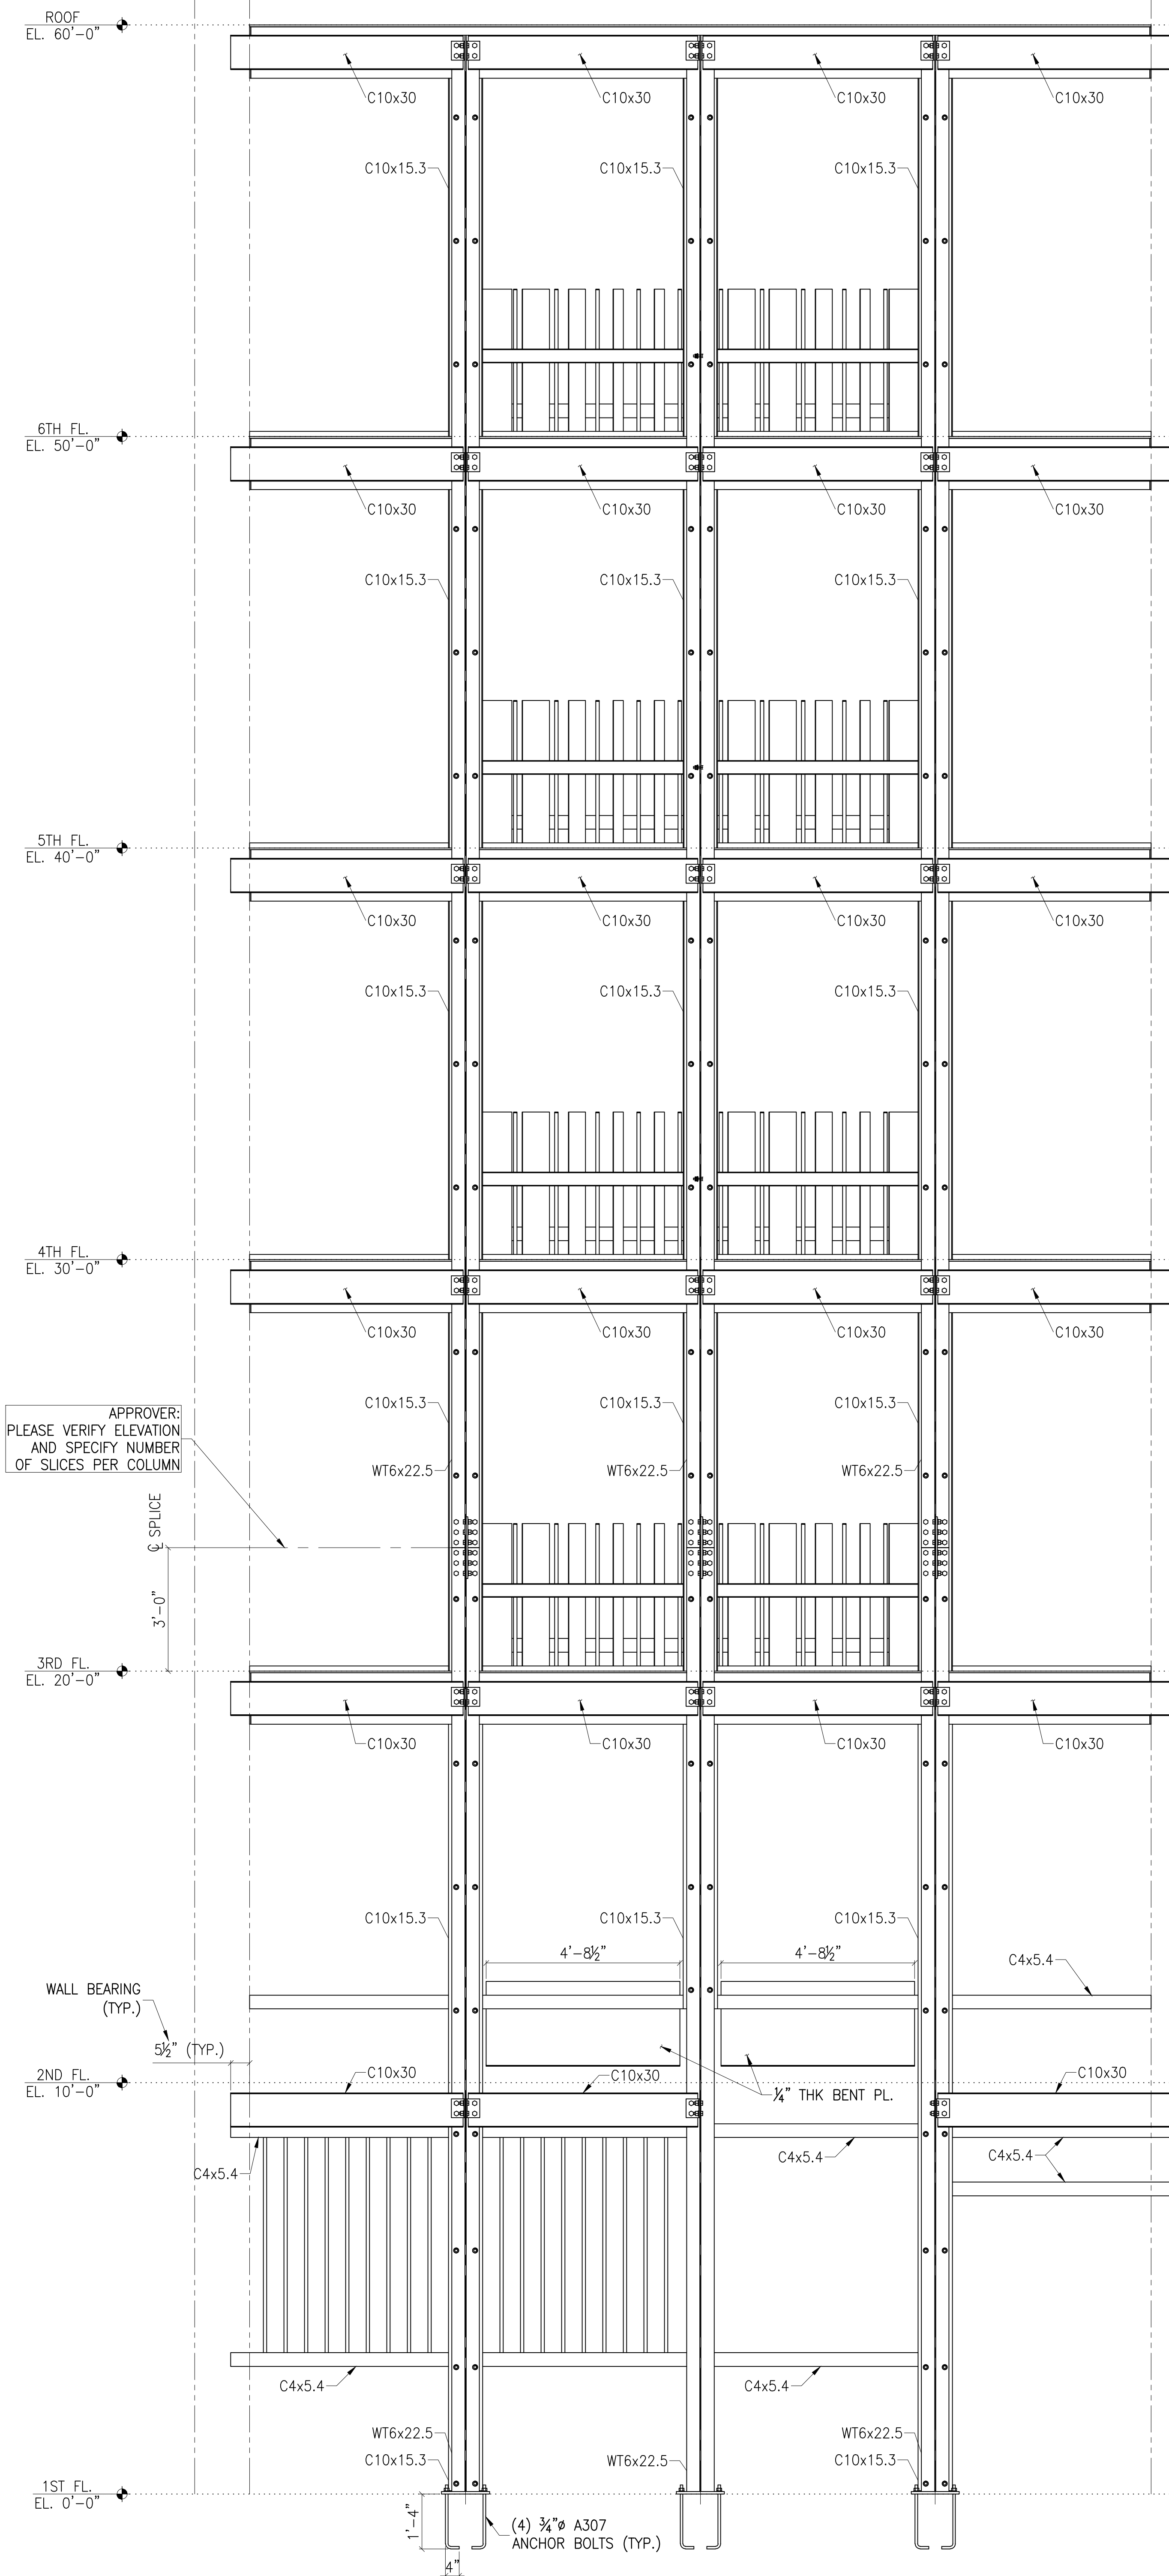 ROOF
EL. 60'-0"
C10x30
C10x30
C10x30
C10x30
C10x15.3
C10x15.3
C10x15.3
6TH FL.
EL. 50'-0"
C10x30
C10x30
C10x30
C10x30
C10x15.3
C10x15.3
C10x15.3
5TH FL.
EL. 40'-0"
C10x30
C10x30
C10x30
C10x30
C10x15.3
C10x15.3
C10x15.3
4TH FL.
EL. 30'-0"
C10x30
C10x30
C10x30
C10x30
C10x15.3
C10x15.3
C10x15.3
APPROVER:
PLEASE VERIFY ELEVATION
AND SPECIFY NUMBER
OF SLICES PER COLUMN
WT6x22.5
WT6x22.5
WT6x22.5
℄ SPLICE
3'-0"
3RD FL.
EL. 20'-0"
C10x30
C10x30
C10x30
C10x30
C10x15.3
C10x15.3
C10x15.3
4'-8½"
4'-8½"
C4x5.4
WALL BEARING
(TYP.)
5½" (TYP.)
2ND FL.
EL. 10'-0"
C10x30
C10x30
C10x30
¼" THK BENT PL.
C4x5.4
C4x5.4
C4x5.4
C4x5.4
C4x5.4
WT6x22.5
C10x15.3
WT6x22.5
WT6x22.5
C10x15.3
1ST FL.
EL. 0'-0"
1'-4"
(4) ¾"ø A307
ANCHOR BOLTS (TYP.)
4"